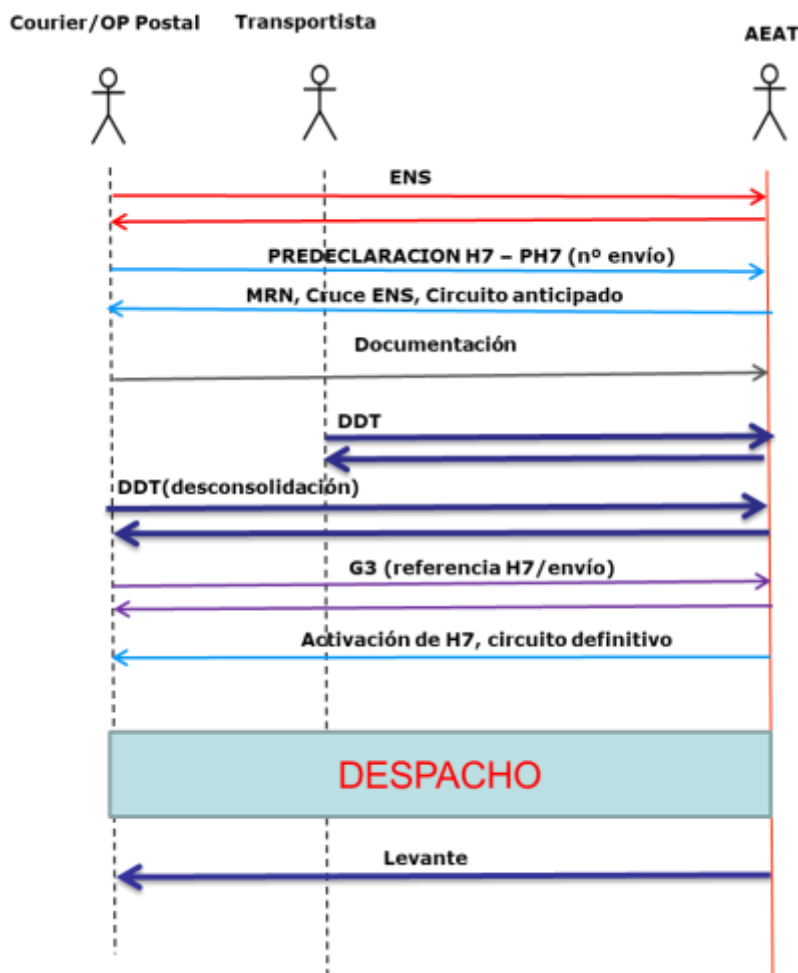 Courier/OP Postal
Transportista
AEAT
ENS
PREDECLARACION H7 – PH7 (nº envío)
MRN, Cruce ENS, Circuito anticipado
Documentación
DDT
DDT(desconsolidación)
G3 (referencia H7/envío)
Activación de H7, circuito definitivo
DESPACHO
Levante